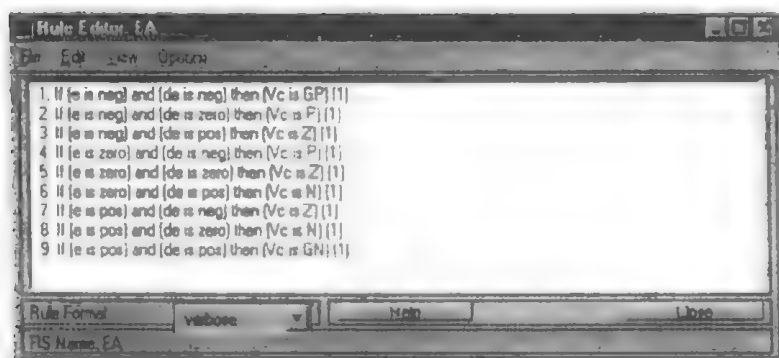 Rule Editor: EA
File Edit View Options
1. If (e is neg) and (de is neg) then (Vc is GP) (1)
2. If (e is neg) and (de is zero) then (Vc is P) (1)
3. If (e is neg) and (de is pos) then (Vc is Z) (1)
4. If (e is zero) and (de is neg) then (Vc is P) (1)
5. If (e is zero) and (de is zero) then (Vc is Z) (1)
6. If (e is zero) and (de is pos) then (Vc is N) (1)
7. If (e is pos) and (de is neg) then (Vc is Z) (1)
8. If (e is pos) and (de is zero) then (Vc is N) (1)
9. If (e is pos) and (de is pos) then (Vc is GN) (1)
Rule Format verbose Help Close
FIS Name: EA